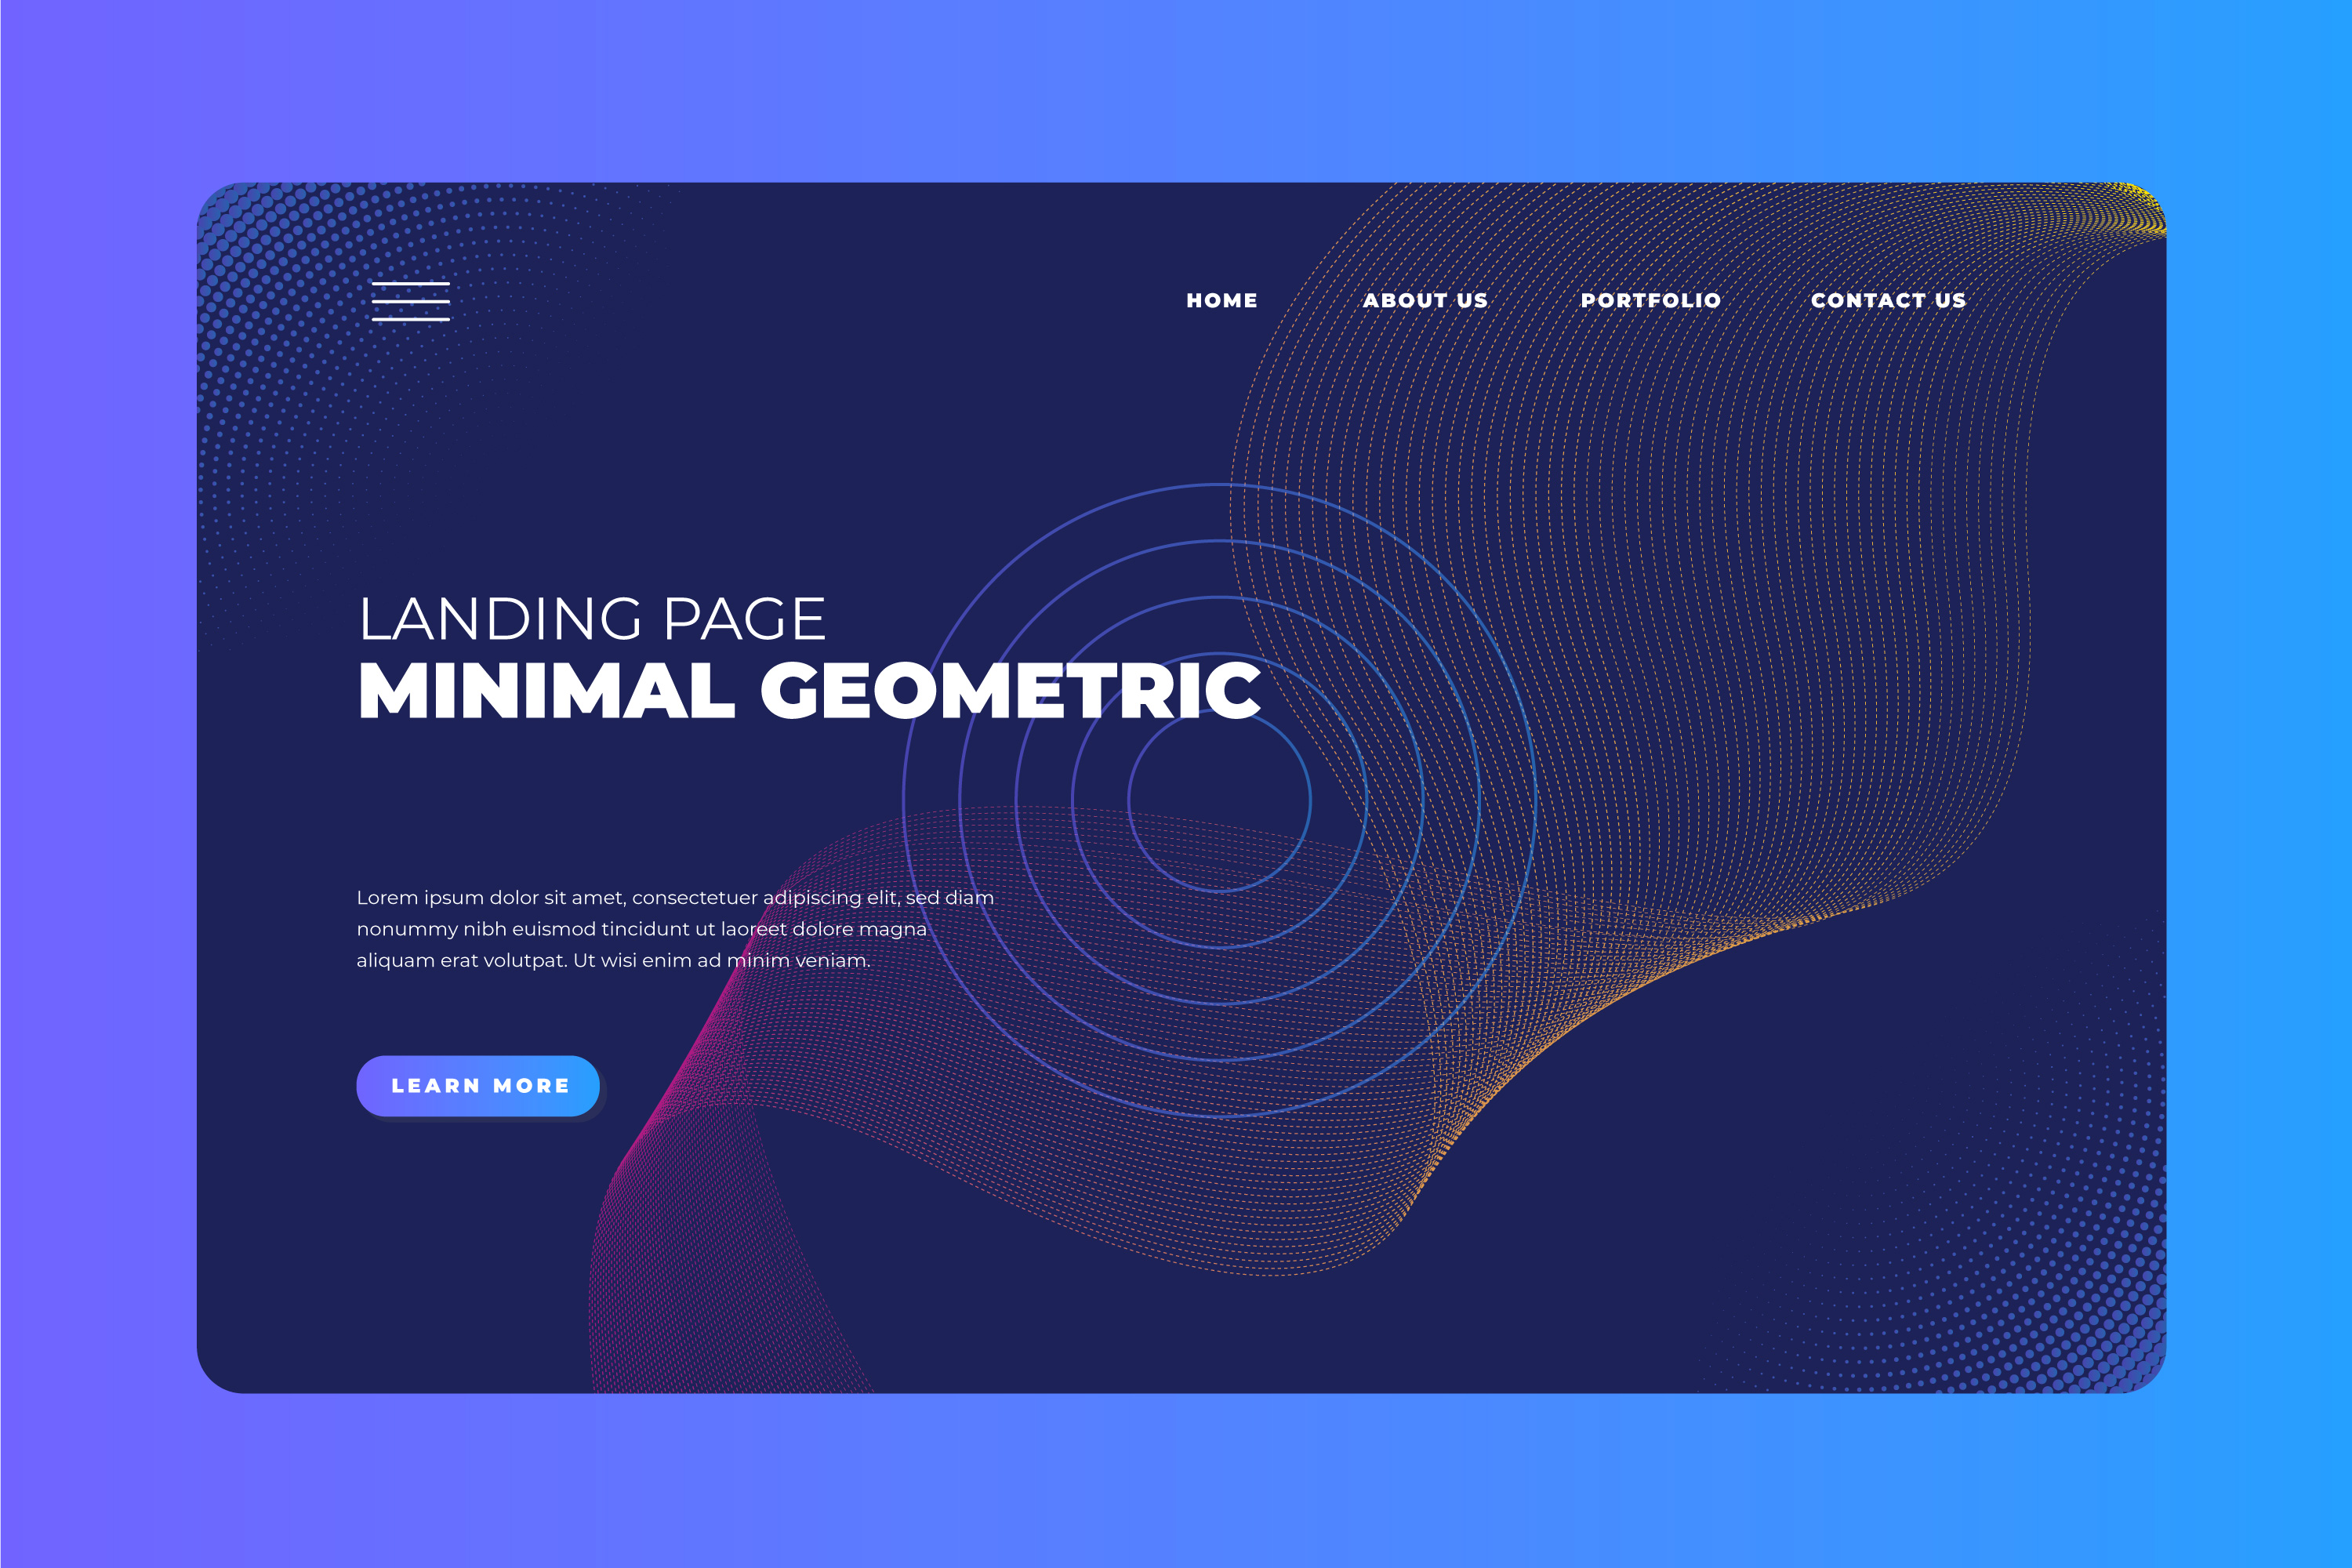 HOME ABOUT US PORTFOLIO CONTACT US
LANDING PAGE
MINIMAL GEOMETRIC
Lorem ipsum dolor sit amet, consectetuer adipiscing elit, sed diam
nonummy nibh euismod tincidunt ut laoreet dolore magna
aliquam erat volutpat. Ut wisi enim ad minim veniam.
LEARN MORE